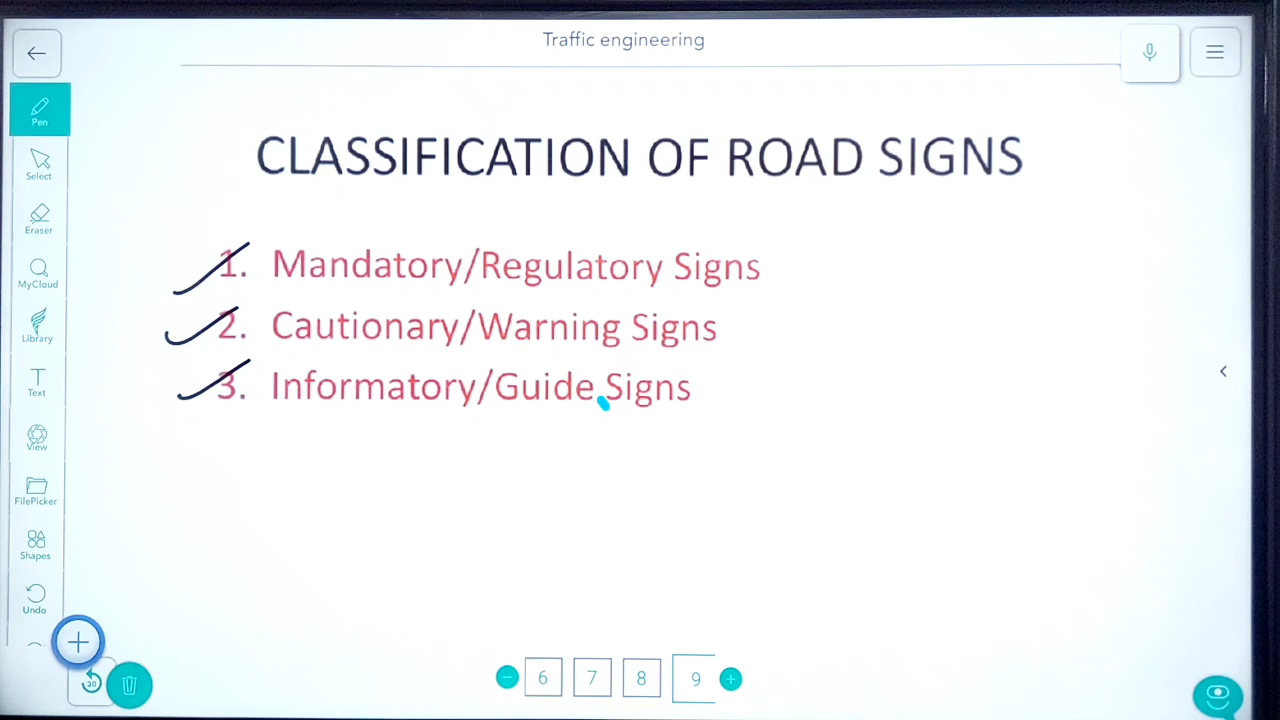 Traffic engineering
CLASSIFICATION OF ROAD SIGNS
1. Mandatory/Regulatory Signs
2. Cautionary/Warning Signs
3. Informatory/Guide Signs
Pen
Select
Eraser
MyCloud
Library
Text
View
FilePicker
Shapes
Undo
30
6 7 8 9